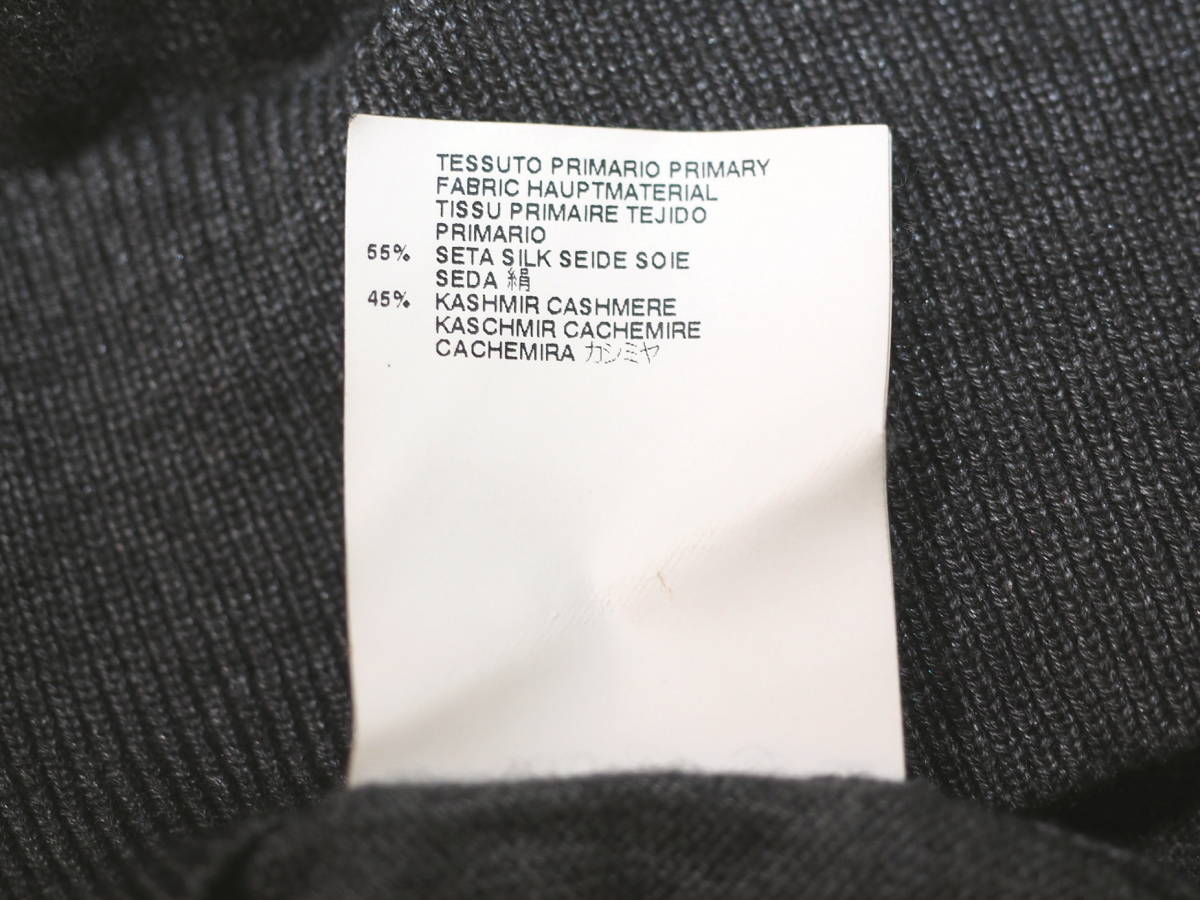 TESSUTO PRIMARIO PRIMARY
FABRIC HAUPTMATERIAL
TISSU PRIMAIRE TEJIDO
PRIMARIO
55% SETA SILK SEIDE SOIE
SEDA 絹
45% KASHMIR CASHMERE
KASCHMIR CACHEMIRE
CACHEMIRA カシミヤ